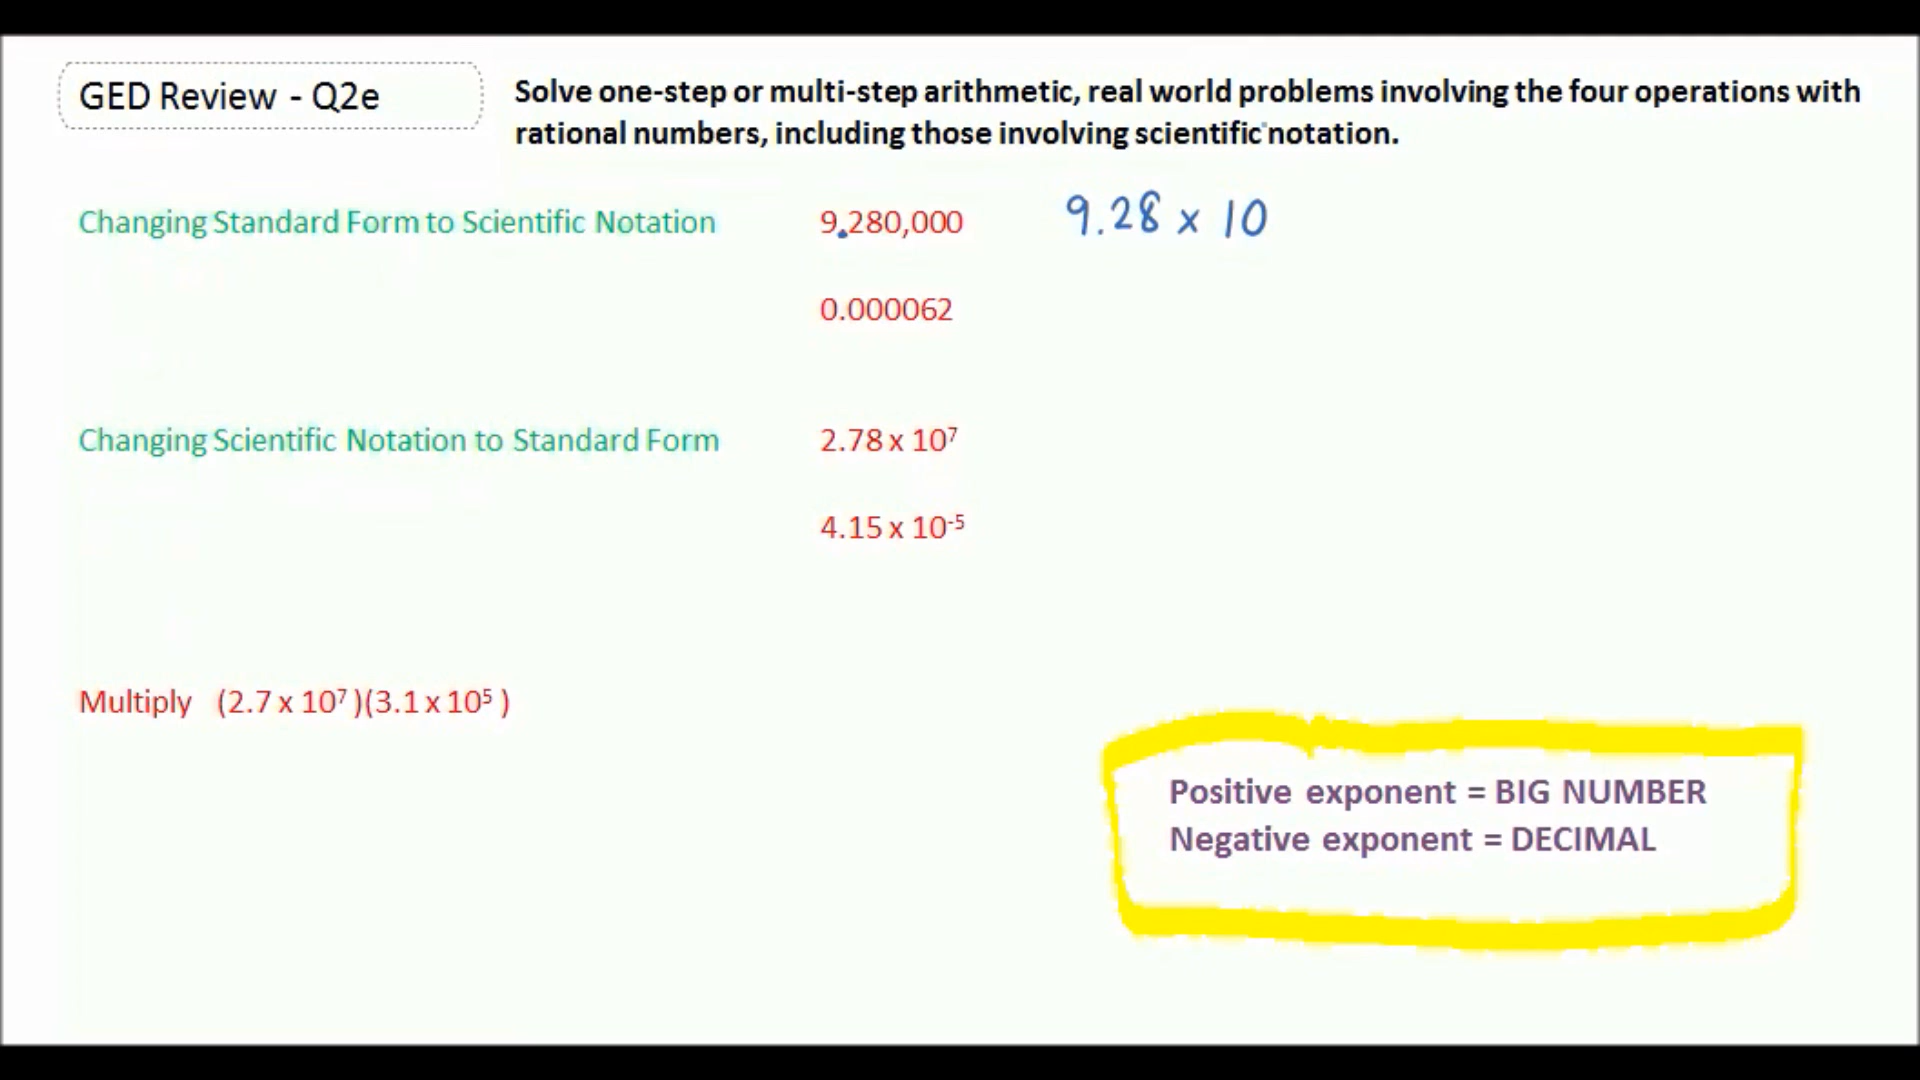 GED Review - Q2e
Solve one-step or multi-step arithmetic, real world problems involving the four operations with
rational numbers, including those involving scientific notation.
Changing Standard Form to Scientific Notation 9.280,000 9.28 x 10
0.000062
Changing Scientific Notation to Standard Form 2.78 x 10⁷
4.15 x 10⁻⁵
Multiply (2.7 x 10⁷ )(3.1 x 10⁵ )
Positive exponent = BIG NUMBER
Negative exponent = DECIMAL